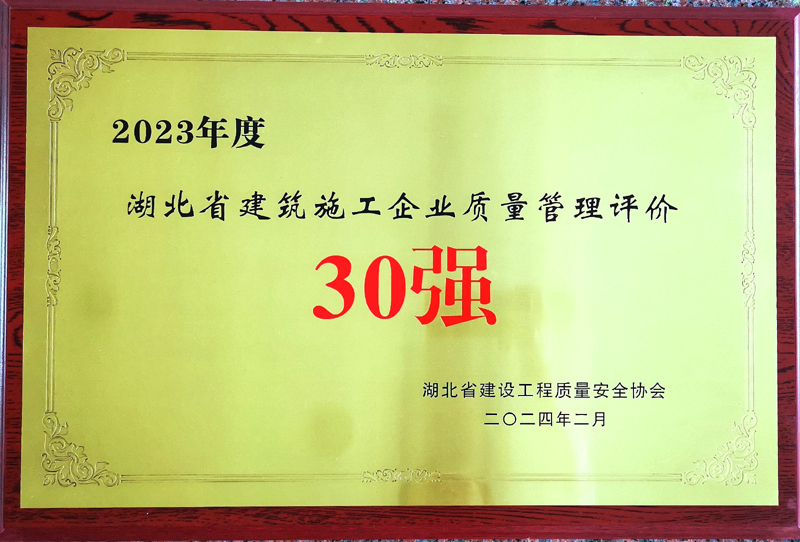 2023年度
湖北省建筑施工企业质量管理评价
30强
湖北省建设工程质量安全协会
二〇二四年二月